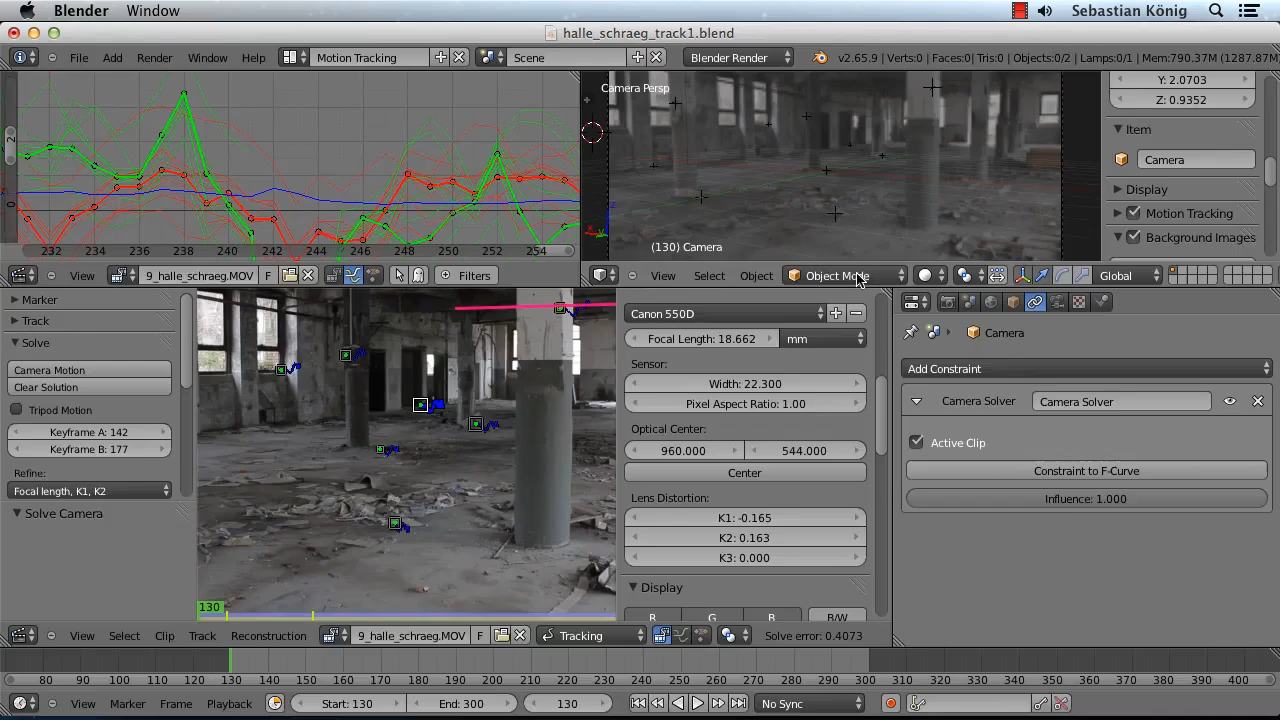 Blender Window Sebastian König
halle_schraeg_track1.blend
File Add Render Window Help Motion Tracking Scene Blender Render v2.65.9 | Verts:0 | Faces:0| Tris:0 | Objects:0/2 | Lamps:0/1 | Mem:790.37M (1287.87M
2
0
232 234 236 238 240 242 244 246 248 250 252 254
View 9_halle_schraeg.MOV F Filters
Camera Persp
(130) Camera
View Select Object Object Mode Global
Y: 2.0703
Z: 0.9352
Item
Camera
Display
Motion Tracking
Background Images
Marker
Track
Solve
Camera Motion
Clear Solution
Tripod Motion
Keyframe A: 142
Keyframe B: 177
Refine:
Focal length, K1, K2
Solve Camera
130
Canon 550D
Focal Length: 18.662 mm
Sensor:
Width: 22.300
Pixel Aspect Ratio: 1.00
Optical Center:
960.000 544.000
Center
Lens Distortion:
K1: -0.165
K2: 0.163
K3: 0.000
Display
R G B B/W
Camera
Add Constraint
Camera Solver Camera Solver
Active Clip
Constraint to F-Curve
Influence: 1.000
View Select Clip Track Reconstruction 9_halle_schraeg.MOV F Tracking Solve error: 0.4073
80 90 100 110 120 130 140 150 160 170 180 190 200 210 220 230 240 250 260 270 280 290 300 310 320 330 340 350 360 370 380 390 400
View Marker Frame Playback Start: 130 End: 300 130 No Sync